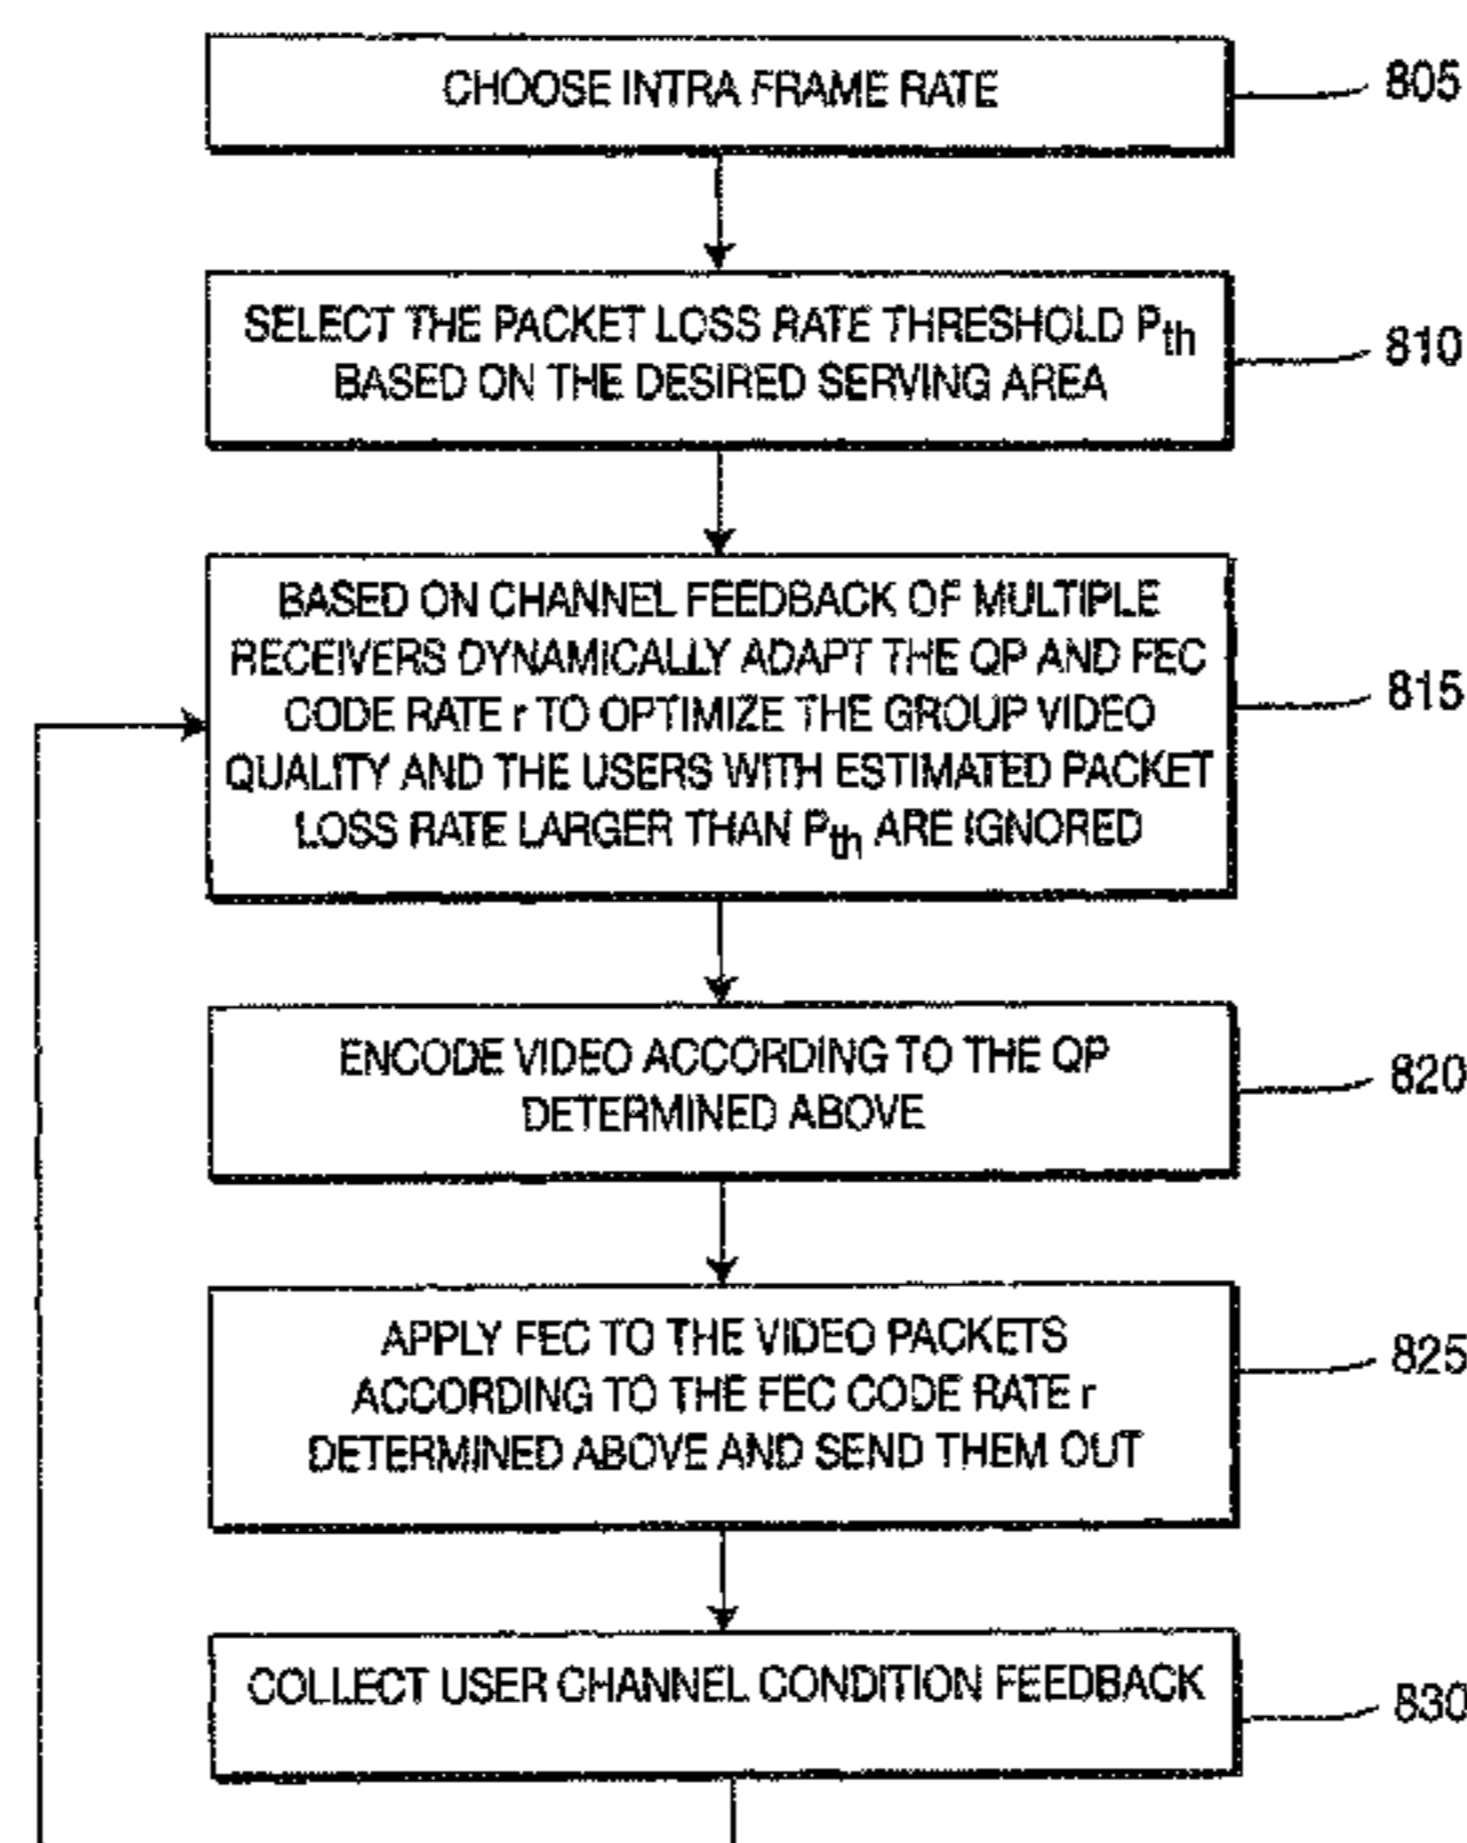 CHOOSE INTRA FRAME RATE
805
SELECT THE PACKET LOSS RATE THRESHOLD Pth
BASED ON THE DESIRED SERVING AREA
810
BASED ON CHANNEL FEEDBACK OF MULTIPLE
RECEIVERS DYNAMICALLY ADAPT THE QP AND FEC
CODE RATE r TO OPTIMIZE THE GROUP VIDEO
QUALITY AND THE USERS WITH ESTIMATED PACKET
LOSS RATE LARGER THAN Pth ARE IGNORED
815
ENCODE VIDEO ACCORDING TO THE QP
DETERMINED ABOVE
820
APPLY FEC TO THE VIDEO PACKETS
ACCORDING TO THE FEC CODE RATE r
DETERMINED ABOVE AND SEND THEM OUT
825
COLLECT USER CHANNEL CONDITION FEEDBACK
830